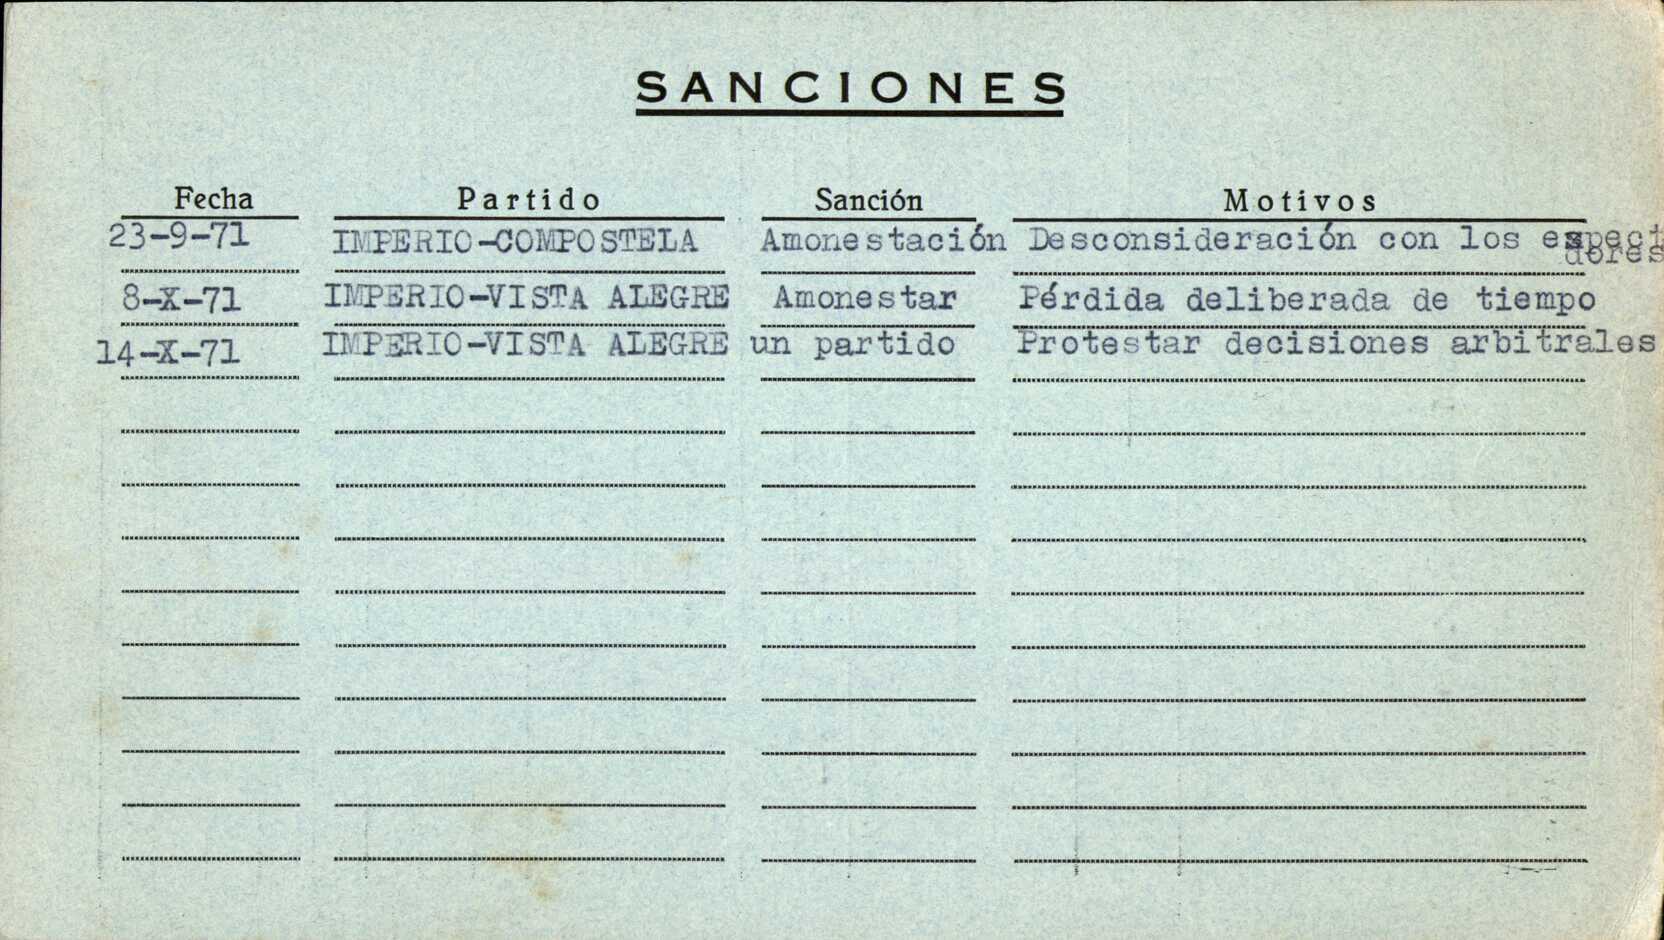 SANCIONES
Fecha Partido Sanción Motivos
23-9-71 IMPERIO-COMPOSTELA Amonestación Desconsideración con los espect
dores
8-X-71 IMPERIO-VISTA ALEGRE Amonestar Pérdida deliberada de tiempo
14-X-71 IMPERIO-VISTA ALEGRE un partido Protestar decisiones arbitrales